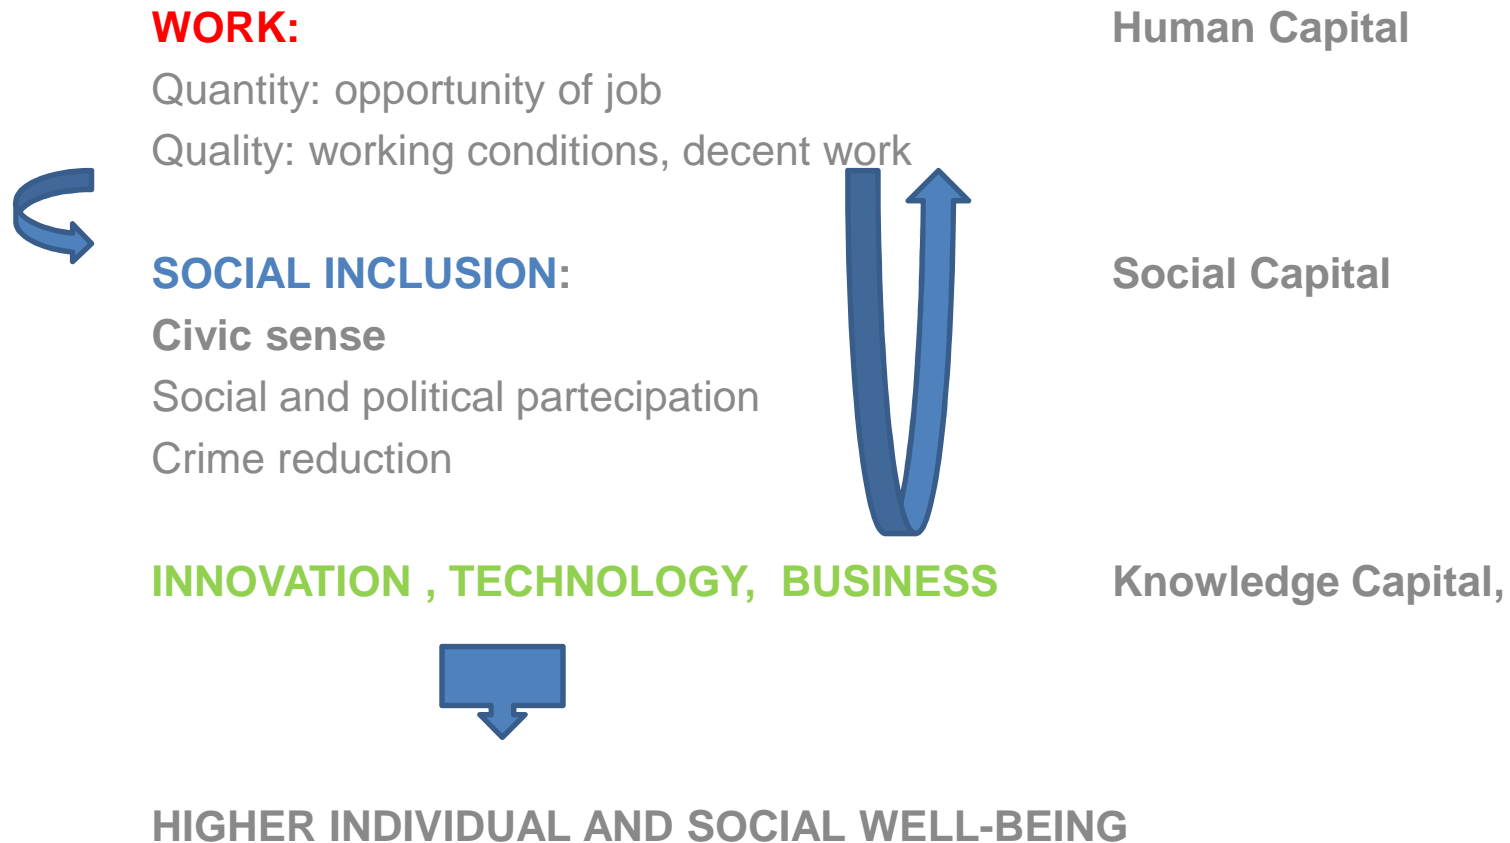 WORK: Human Capital
Quantity: opportunity of job
Quality: working conditions, decent work
SOCIAL INCLUSION: Social Capital
Civic sense
Social and political partecipation
Crime reduction
INNOVATION , TECHNOLOGY, BUSINESS Knowledge Capital,
HIGHER INDIVIDUAL AND SOCIAL WELL-BEING